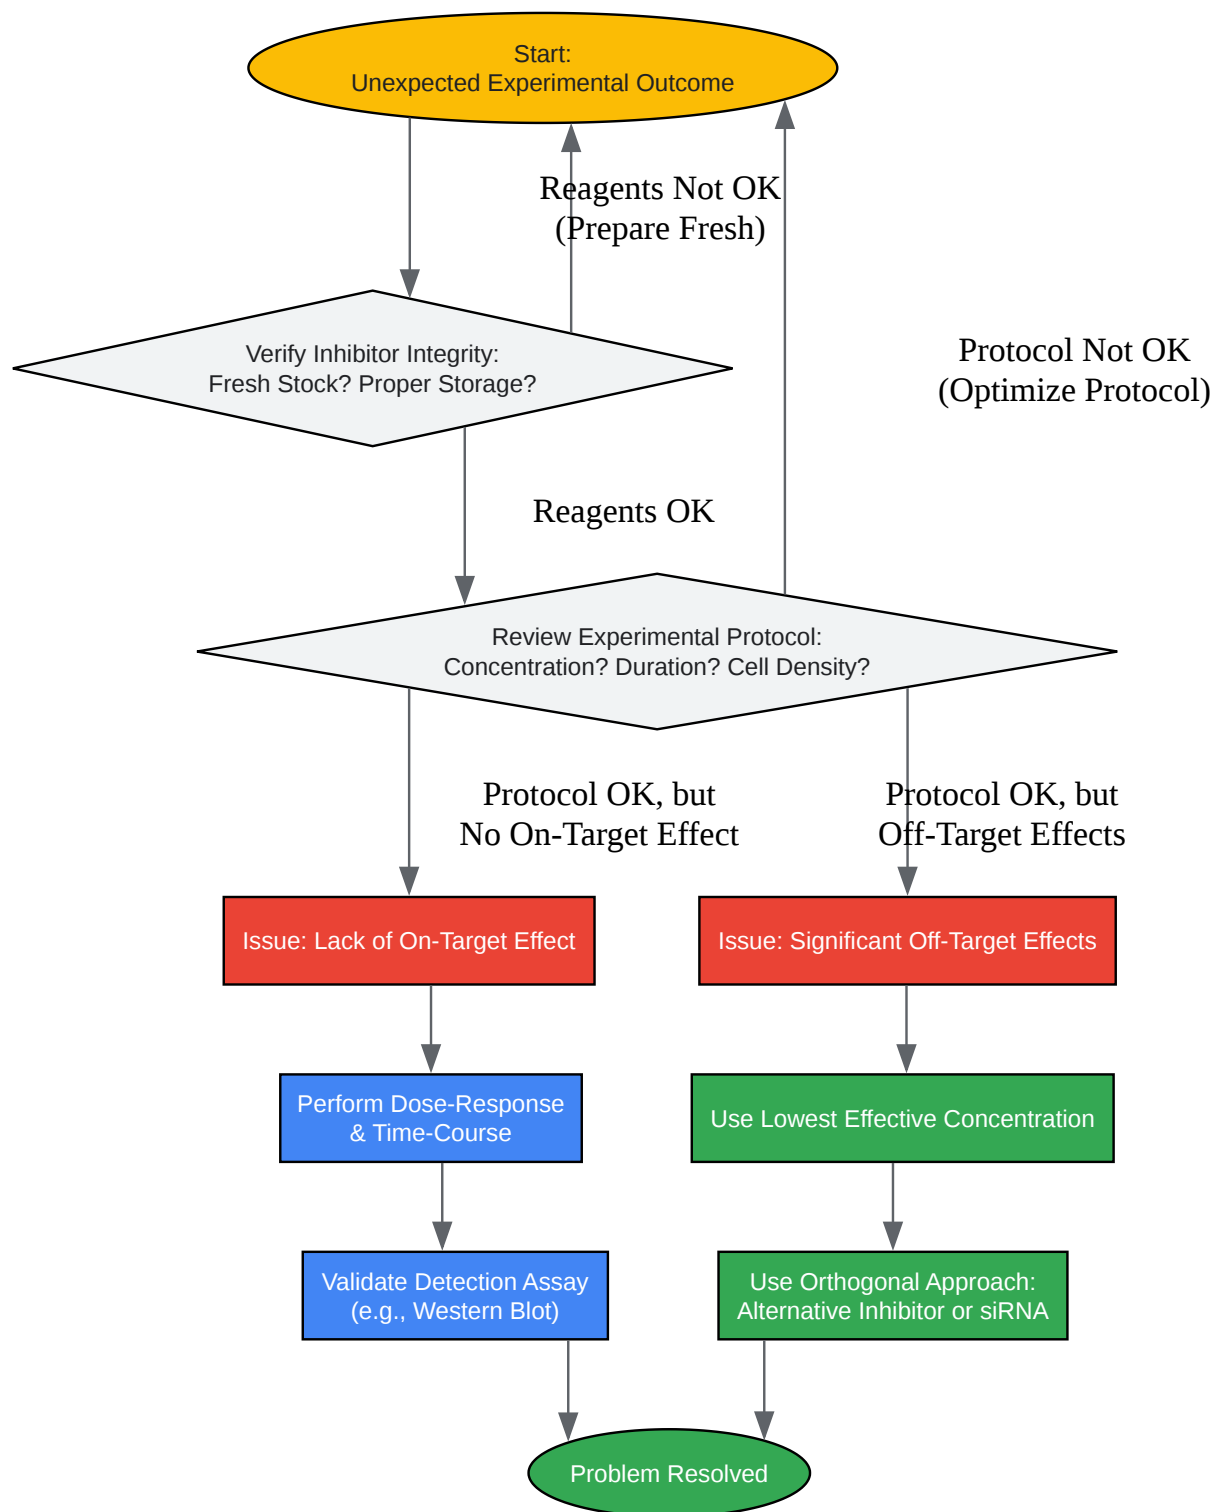 Start:
Unexpected Experimental Outcome
Reagents Not OK
(Prepare Fresh)
Verify Inhibitor Integrity:
Fresh Stock? Proper Storage?
Protocol Not OK
(Optimize Protocol)
Reagents OK
Review Experimental Protocol:
Concentration? Duration? Cell Density?
Protocol OK, but
No On-Target Effect
Protocol OK, but
Off-Target Effects
Issue: Lack of On-Target Effect
Issue: Significant Off-Target Effects
Perform Dose-Response
& Time-Course
Use Lowest Effective Concentration
Validate Detection Assay
(e.g., Western Blot)
Use Orthogonal Approach:
Alternative Inhibitor or siRNA
Problem Resolved